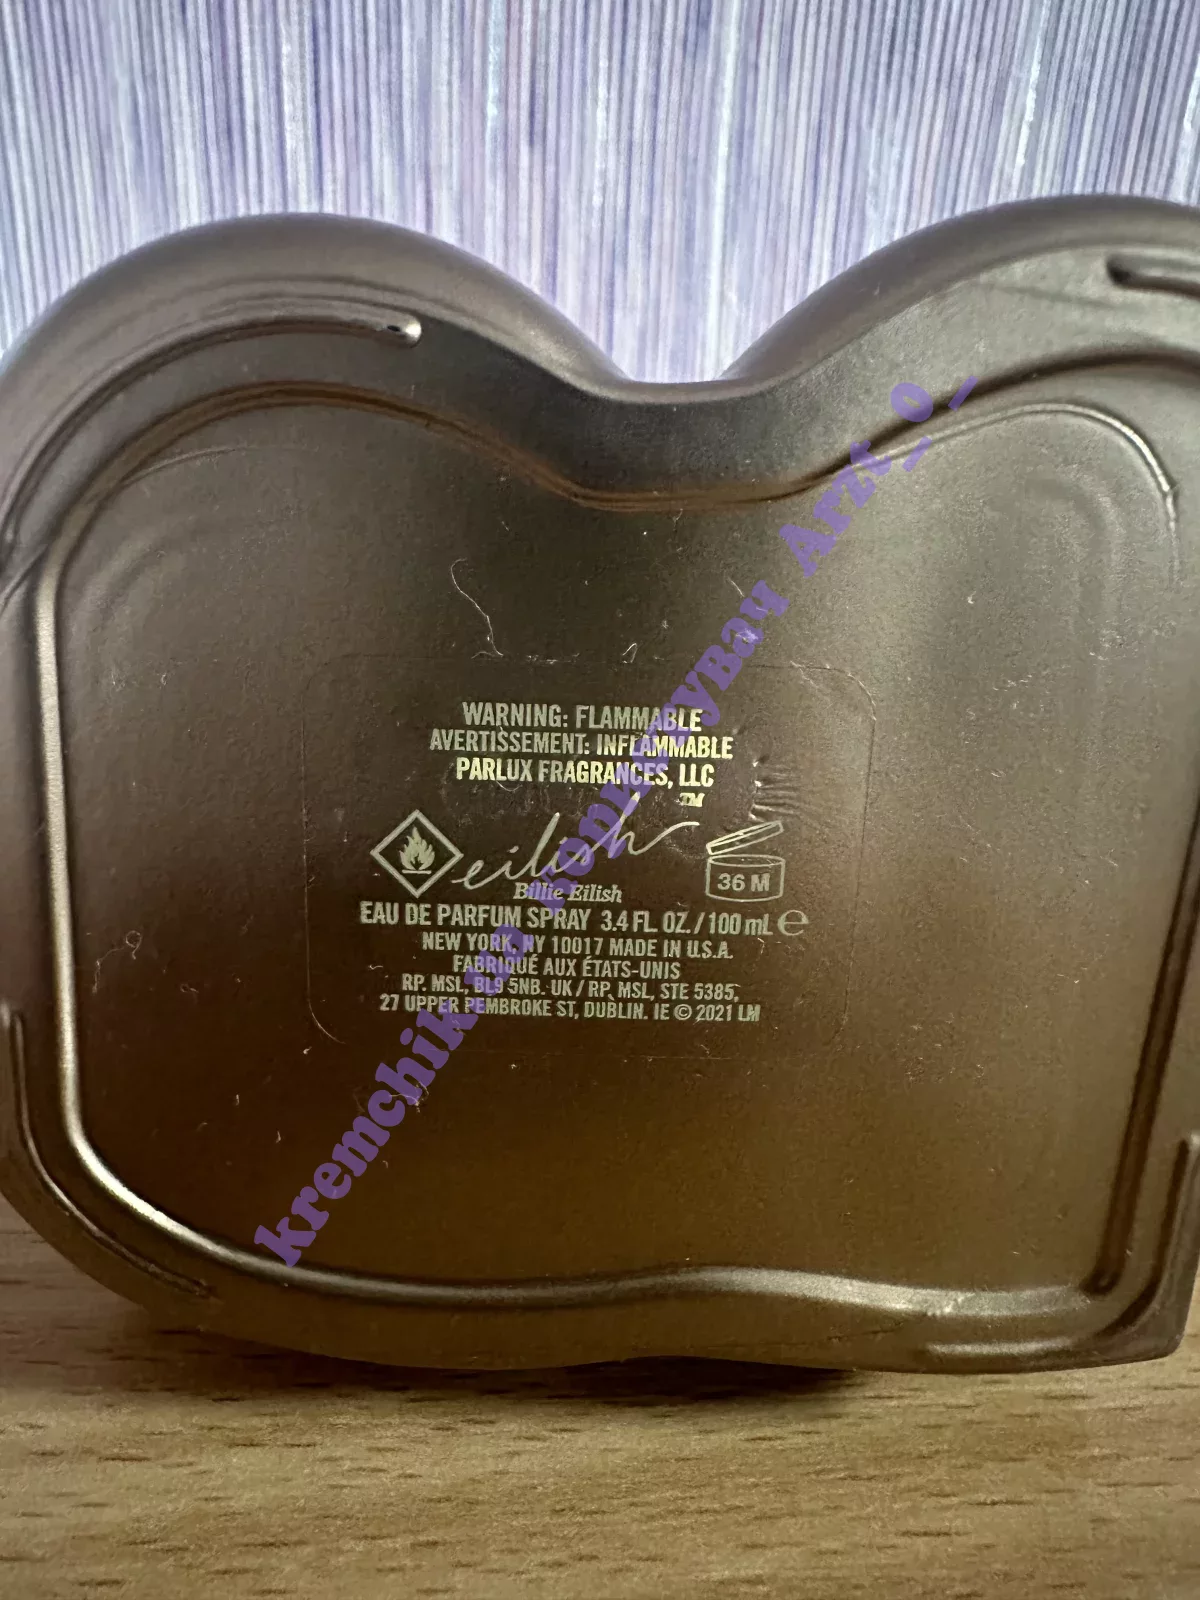 WARNING: FLAMMABLE
AVERTISSEMENT: INFLAMMABLE
PARLUX FRAGRANCES, LLC
eilish TM
Billie Eilish
36 M
EAU DE PARFUM SPRAY 3.4 FL. OZ. / 100 mL ℮
NEW YORK, NY 10017 MADE IN U.S.A.
FABRIQUÉ AUX ÉTATS-UNIS
RP. MSL, BL9 5NB. UK / RP. MSL, STE 5385,
27 UPPER PEMBROKE ST, DUBLIN. IE © 2021 LM
Arzt_o_